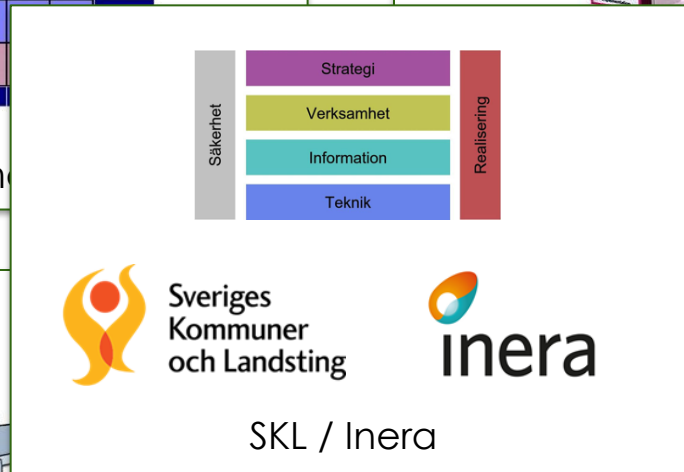 Säkerhet
Strategi
Verksamhet
Information
Teknik
Realisering
Sveriges
Kommuner
och Landsting
inera
SKL / Inera